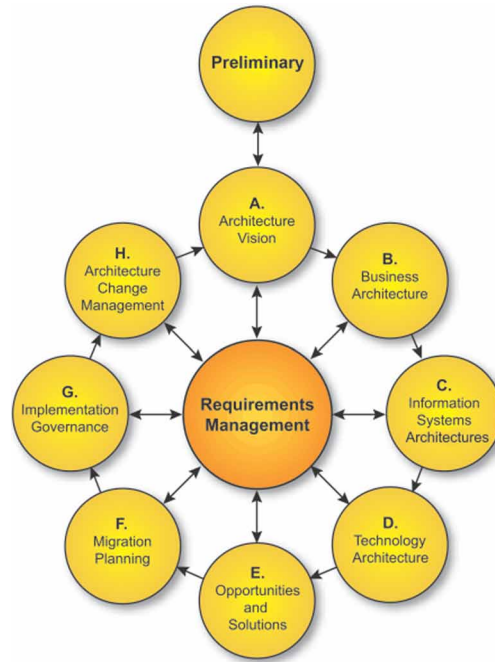 Preliminary
A.
Architecture
Vision
B.
Business
Architecture
C.
Information
Systems
Architectures
D.
Technology
Architecture
E.
Opportunities
and
Solutions
F.
Migration
Planning
G.
Implementation
Governance
H.
Architecture
Change
Management
Requirements
Management